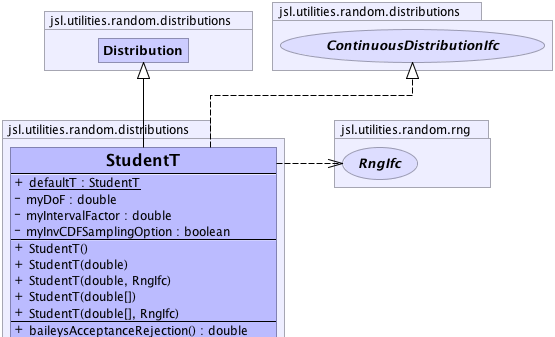 jsl.utilities.random.distributions
Distribution
jsl.utilities.random.distributions
ContinuousDistributionIfc
jsl.utilities.random.distributions
StudentT
+ defaultT : StudentT
- myDoF : double
- myIntervalFactor : double
- myInvCDFSamplingOption : boolean
+ StudentT()
+ StudentT(double)
+ StudentT(double, RngIfc)
+ StudentT(double[])
+ StudentT(double[], RngIfc)
+ baileysAcceptanceRejection() : double
jsl.utilities.random.rng
RngIfc